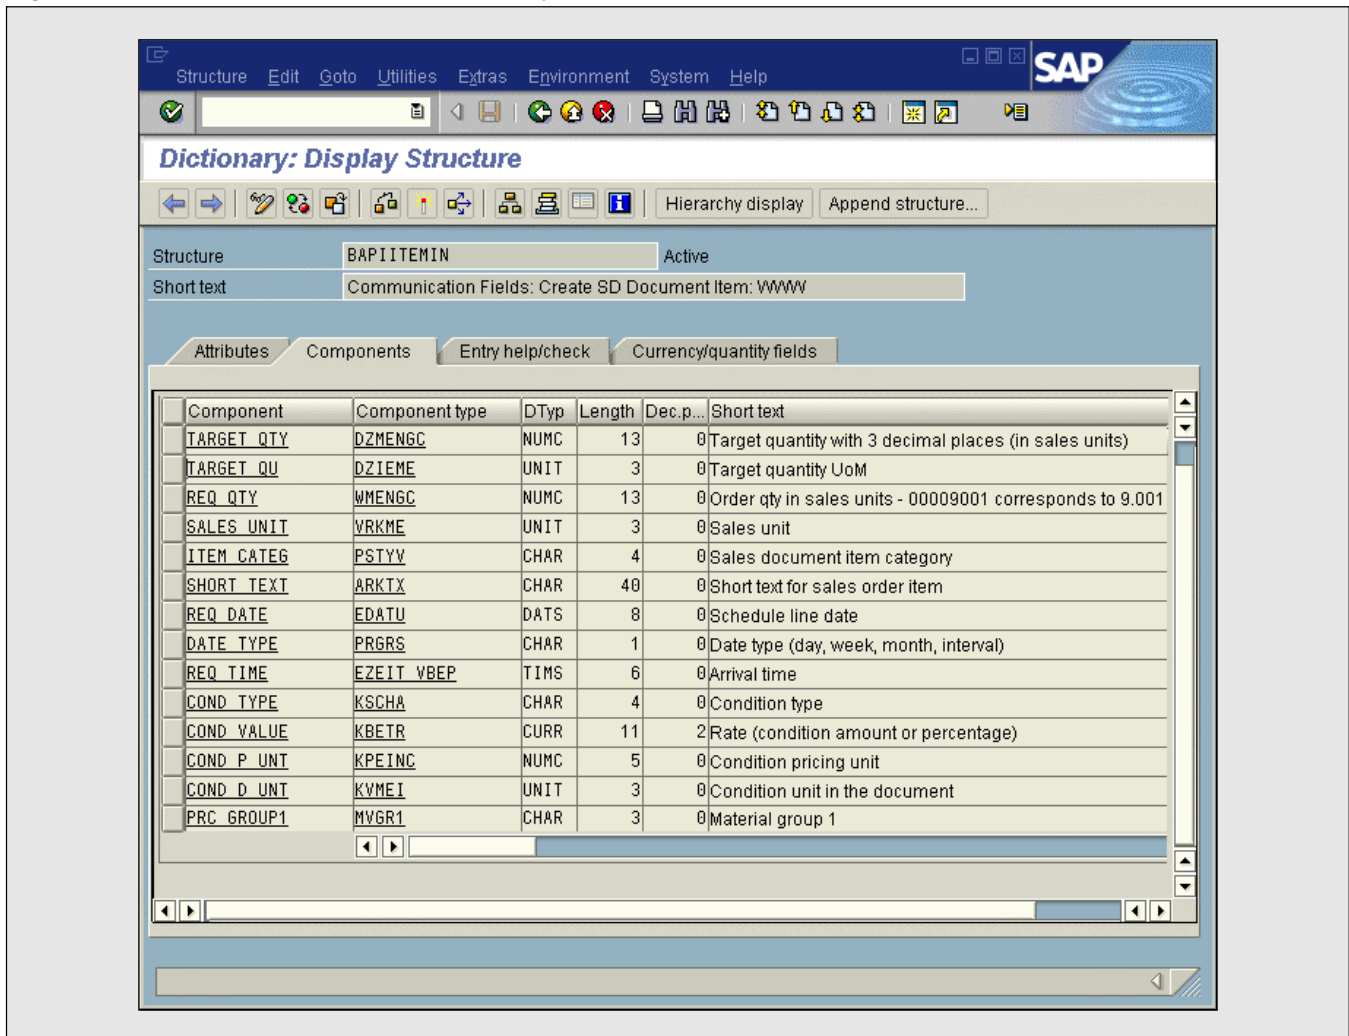 SAP
Structure Edit Goto Utilities Extras Environment System Help
Dictionary: Display Structure
Hierarchy display Append structure...
Structure BAPIITEMIN Active
Short text Communication Fields: Create SD Document Item: WWW
Attributes Components Entry help/check Currency/quantity fields
Component Component type DTyp Length Dec.p... Short text
TARGET_QTY DZMENGC NUMC 13 0 Target quantity with 3 decimal places (in sales units)
TARGET_QU DZIEME UNIT 3 0 Target quantity UoM
REQ_QTY WMENGC NUMC 13 0 Order qty in sales units - 00009001 corresponds to 9.001
SALES_UNIT VRKME UNIT 3 0 Sales unit
ITEM_CATEG PSTYV CHAR 4 0 Sales document item category
SHORT_TEXT ARKTX CHAR 40 0 Short text for sales order item
REQ_DATE EDATU DATS 8 0 Schedule line date
DATE_TYPE PRGRS CHAR 1 0 Date type (day, week, month, interval)
REQ_TIME EZEIT_VBEP TIMS 6 0 Arrival time
COND_TYPE KSCHA CHAR 4 0 Condition type
COND_VALUE KBETR CURR 11 2 Rate (condition amount or percentage)
COND_P_UNT KPEINC NUMC 5 0 Condition pricing unit
COND_D_UNT KVMEI UNIT 3 0 Condition unit in the document
PRC_GROUP1 MVGR1 CHAR 3 0 Material group 1